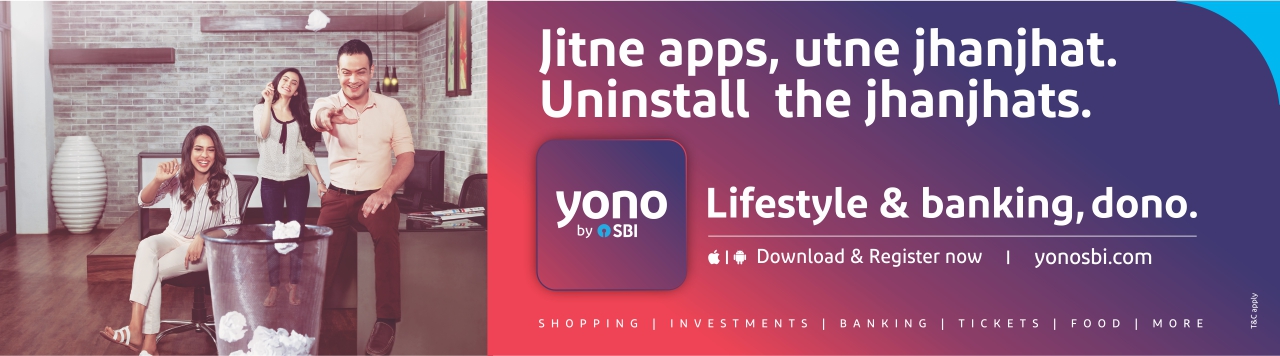 Jitne apps, utne jhanjhat.
Uninstall the jhanjhats.
yono
by SBI
Lifestyle & banking, dono.
| Download & Register now | yonosbi.com
SHOPPING | INVESTMENTS | BANKING | TICKETS | FOOD | MORE
T&C apply